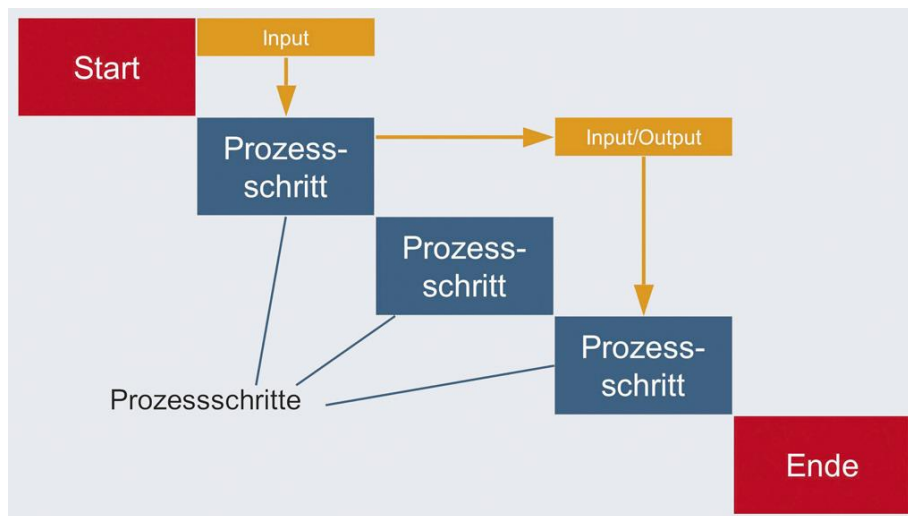 Start
Input
Prozess-
schritt
Input/Output
Prozess-
schritt
Prozess-
schritt
Prozessschritte
Ende